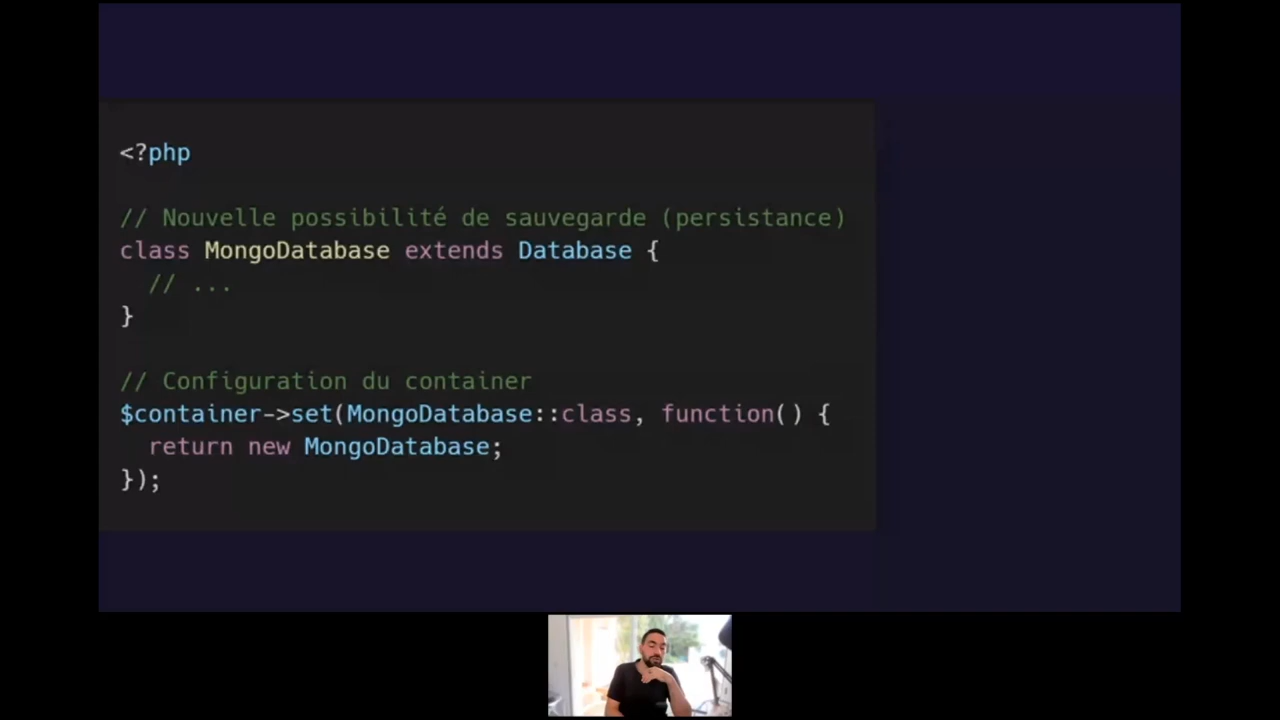 <?php
// Nouvelle possibilité de sauvegarde (persistance)
class MongoDatabase extends Database {
// ...
}
// Configuration du container
$container->set(MongoDatabase::class, function() {
return new MongoDatabase;
});